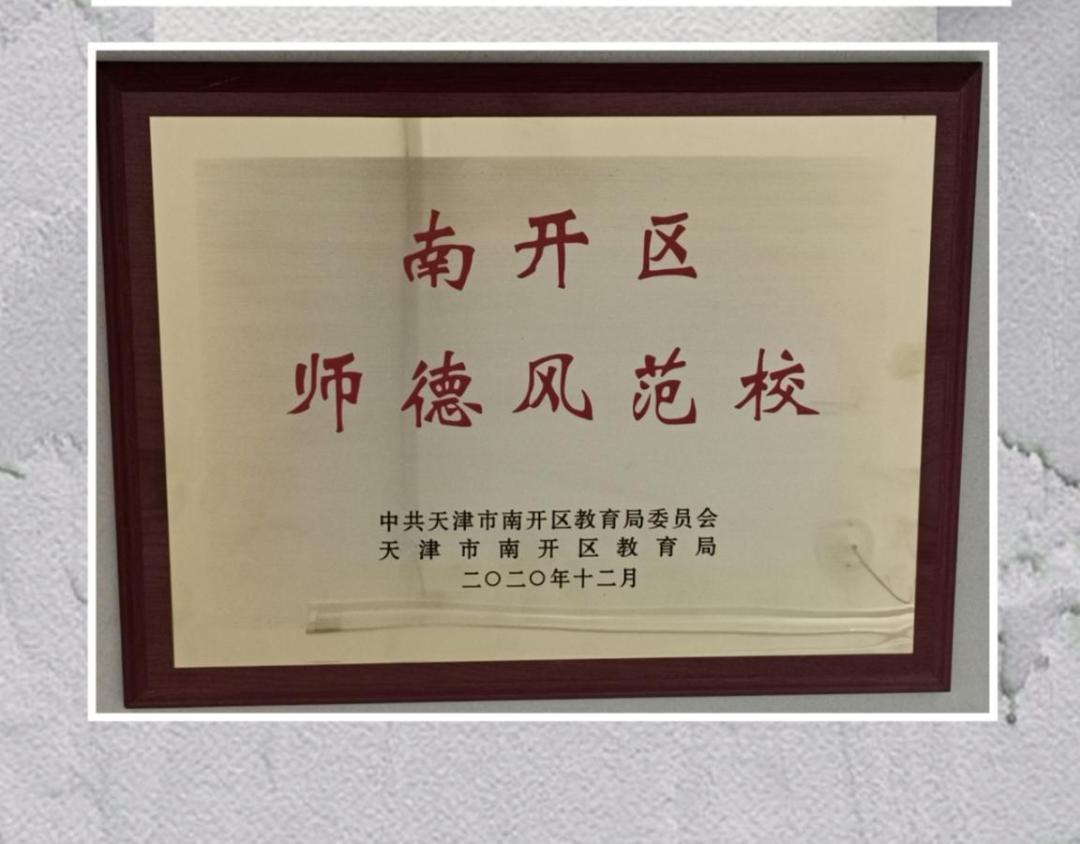 南开区
师德风范校
中共天津市南开区教育局委员会
天津市南开区教育局
二〇二〇年十二月